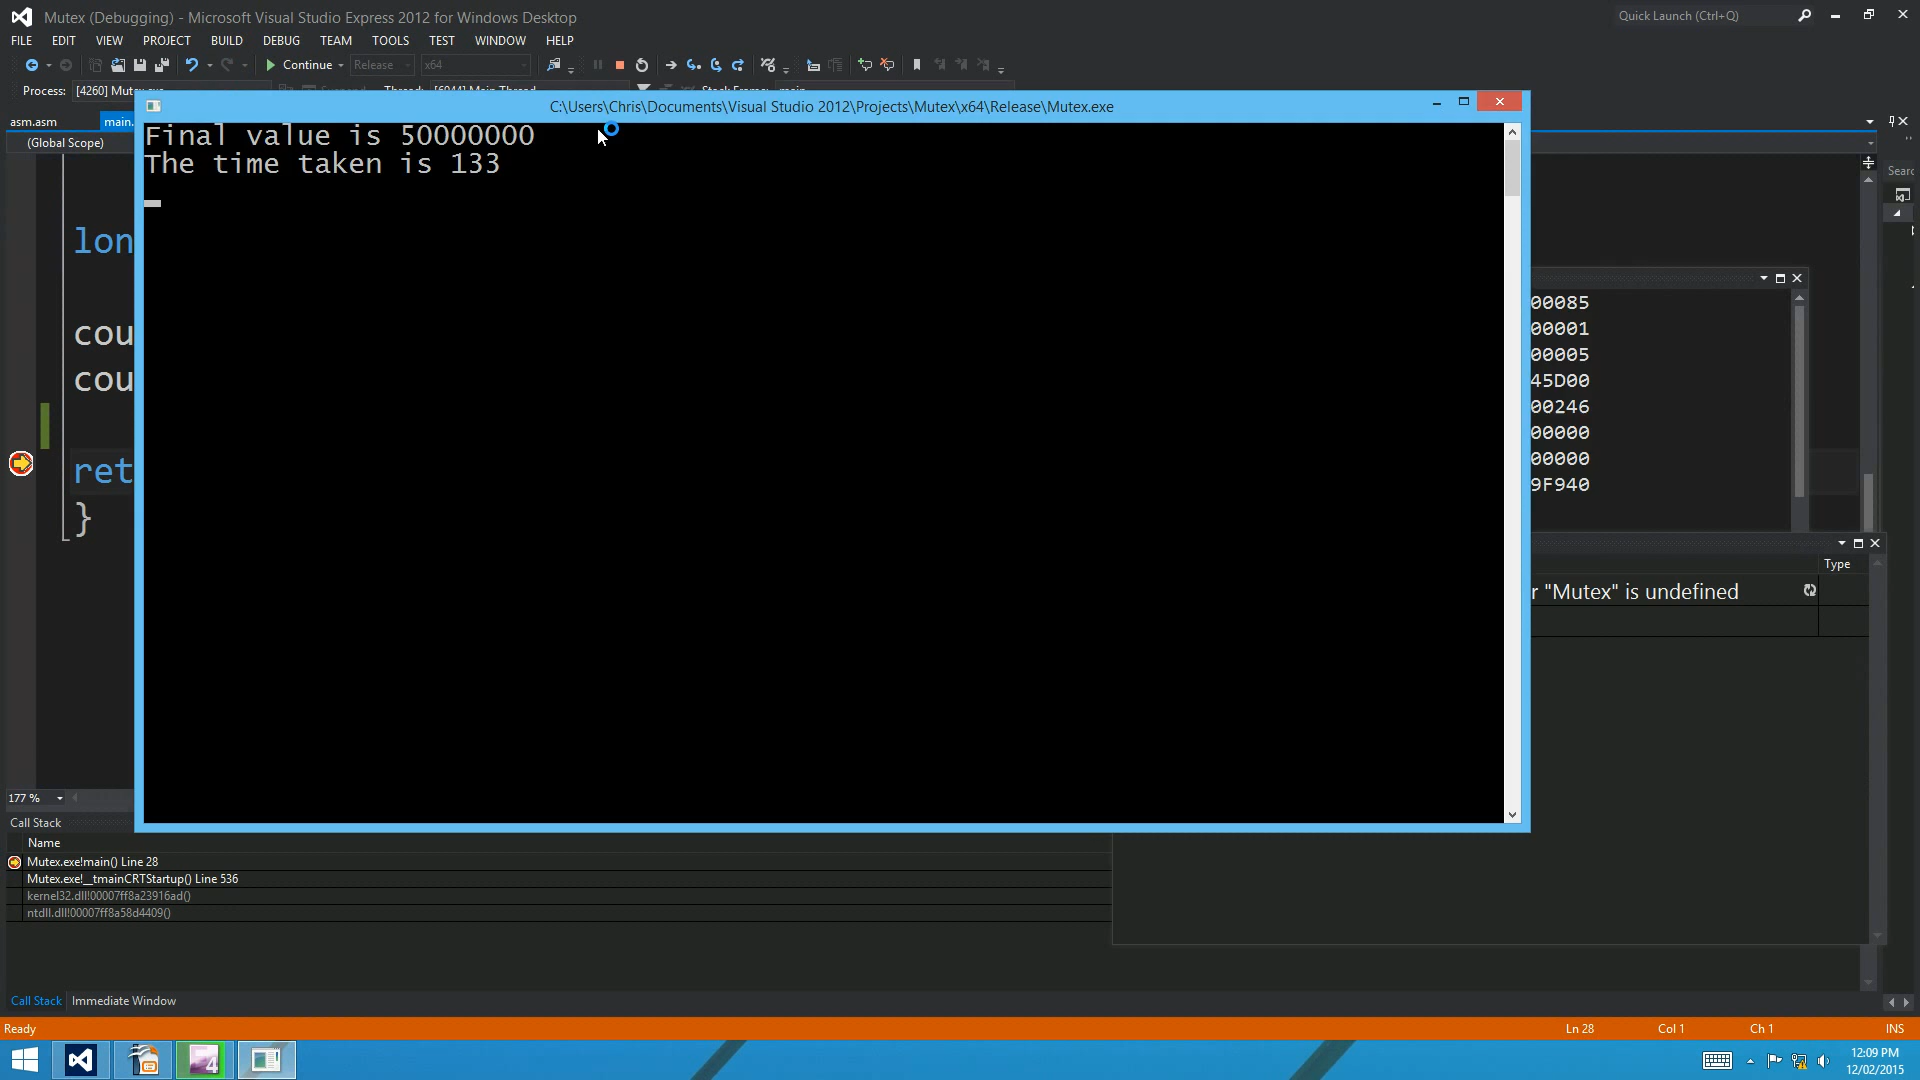 Mutex (Debugging) - Microsoft Visual Studio Express 2012 for Windows Desktop
Quick Launch (Ctrl+Q)
FILE EDIT VIEW PROJECT BUILD DEBUG TEAM TOOLS TEST WINDOW HELP
Continue Release x64
Process: [4260] Mutex.exe
C:\Users\Chris\Documents\Visual Studio 2012\Projects\Mutex\x64\Release\Mutex.exe
asm.asm main.
(Global Scope)
Final value is 50000000
The time taken is 133
Searc
lon
cou
cou
ret
}
00085
00001
00005
45D00
00246
00000
00000
9F940
Type
r "Mutex" is undefined
177 %
Call Stack
Name
Mutex.exe!main() Line 28
Mutex.exe!__tmainCRTStartup() Line 536
kernel32.dll!00007ff8a23916ad()
ntdll.dll!00007ff8a58d4409()
Call Stack Immediate Window
Ready
Ln 28 Col 1 Ch 1 INS
4
12:09 PM
12/02/2015